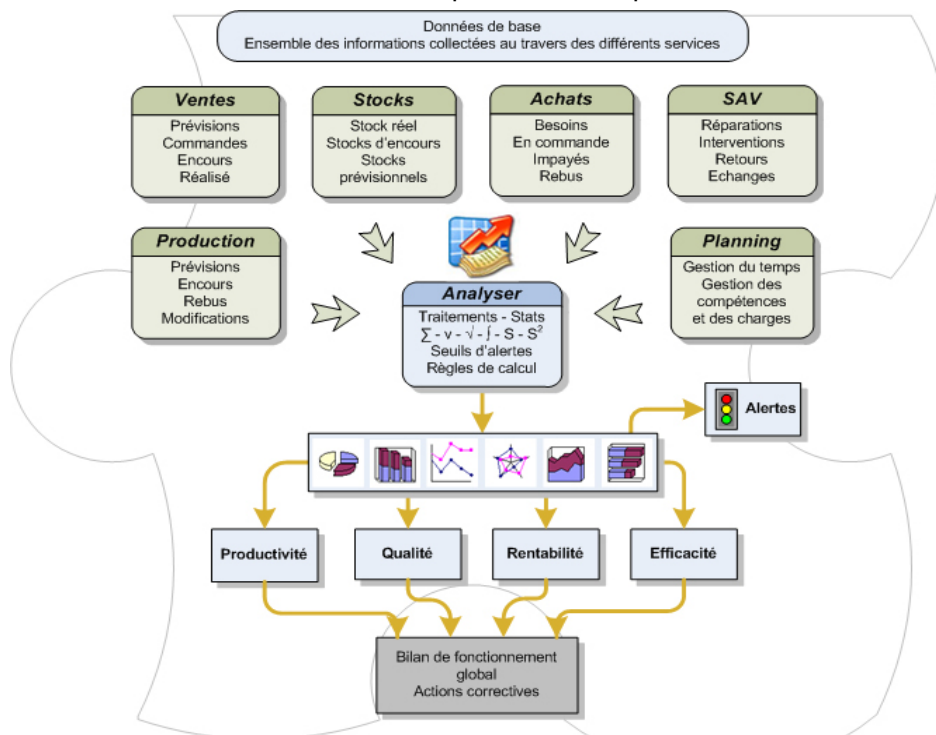 Données de base
Ensemble des informations collectées au travers des différents services
Ventes
Prévisions
Commandes
Encours
Réalisé
Stocks
Stock réel
Stocks d'encours
Stocks
prévisionnels
Achats
Besoins
En commande
Impayés
Rebus
SAV
Réparations
Interventions
Retours
Echanges
Production
Prévisions
Encours
Rebus
Modifications
Analyser
Traitements - Stats
∑ - v - √ - ∫ - S - S²
Seuils d'alertes
Règles de calcul
Planning
Gestion du temps
Gestion des
compétences
et des charges
Alertes
Productivité
Qualité
Rentabilité
Efficacité
Bilan de fonctionnement
global
Actions correctives